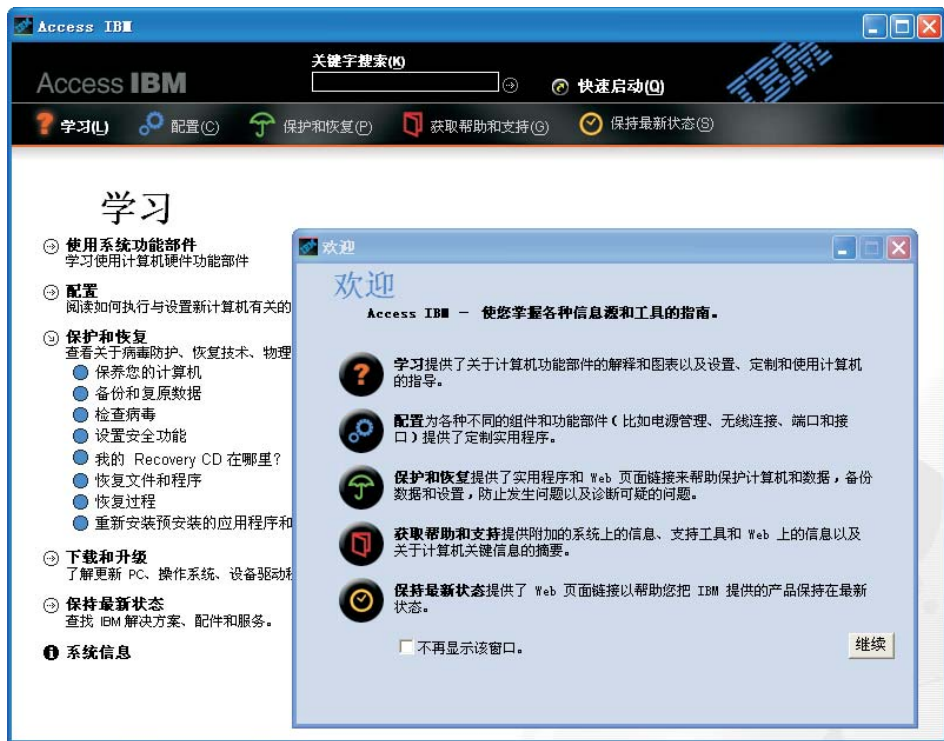 Access IBM
关键字搜索(K)
Access IBM
快速启动(Q)
IBM
学习(L)
配置(C)
保护和恢复(P)
获取帮助和支持(G)
保持最新状态(S)
学习
使用系统功能部件
学习使用计算机硬件功能部件
配置
阅读如何执行与设置新计算机有关的
保护和恢复
查看关于病毒防护、恢复技术、物理
保养您的计算机
备份和复原数据
检查病毒
设置安全功能
我的 Recovery CD 在哪里?
恢复文件和程序
恢复过程
重新安装预安装的应用程序和
下载和升级
了解更新 PC、操作系统、设备驱动
保持最新状态
查找 IBM 解决方案、配件和服务。
系统信息
欢迎
欢迎
Access IBM — 使您掌握各种信息源和工具的指南。
学习提供了关于计算机功能部件的解释和图表以及设置、定制和使用计算机
的指导。
配置为各种不同的组件和功能部件(比如电源管理、无线连接、端口和接
口)提供了定制实用程序。
保护和恢复提供了实用程序和 Web 页面链接来帮助保护计算机和数据,备份
数据和设置,防止发生问题以及诊断可疑的问题。
获取帮助和支持提供附加的系统上的信息、支持工具和 Web 上的信息以及
关于计算机关键信息的摘要。
保持最新状态提供了 Web 页面链接以帮助您把 IBM 提供的产品保持在最新
状态。
不再显示该窗口。
继续